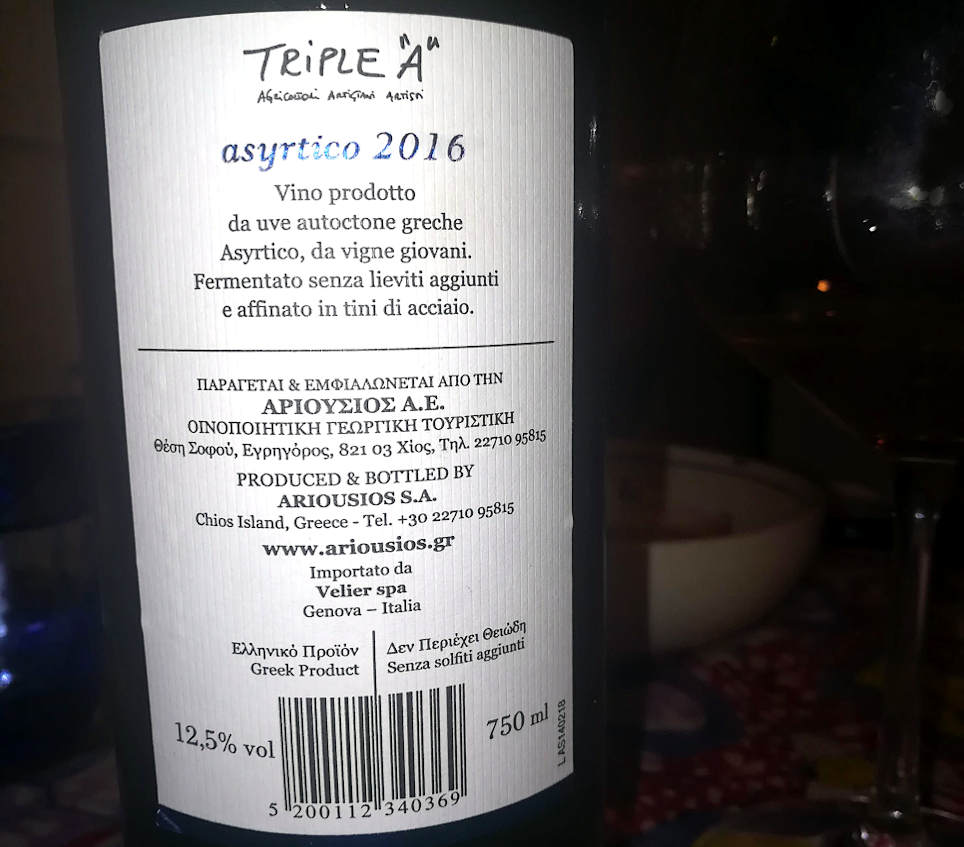 TRiPLE "A"
AGRICOLTORI ARTIGIANI ARTISTI
asyrtico 2016
Vino prodotto
da uve autoctone greche
Asyrtico, da vigne giovani.
Fermentato senza lieviti aggiunti
e affinato in tini di acciaio.
ΠΑΡΑΓΕΤΑΙ & ΕΜΦΙΑΛΩΝΕΤΑΙ ΑΠΟ ΤΗΝ
ΑΡΙΟΥΣΙΟΣ Α.Ε.
ΟΙΝΟΠΟΙΗΤΙΚΗ ΓΕΩΡΓΙΚΗ ΤΟΥΡΙΣΤΙΚΗ
Θέση Σοφού, Εγρηγόρος, 821 03 Χίος, Τηλ. 22710 95815
PRODUCED & BOTTLED BY
ARIOUSIOS S.A.
Chios Island, Greece - Tel. +30 22710 95815
www.ariousios.gr
Importato da
Velier spa
Genova – Italia
Ελληνικό Προϊόν
Greek Product
Δεν Περιέχει Θειώδη
Senza solfiti aggiunti
12,5% vol
750 ml
L AS140218
5 200112 340369